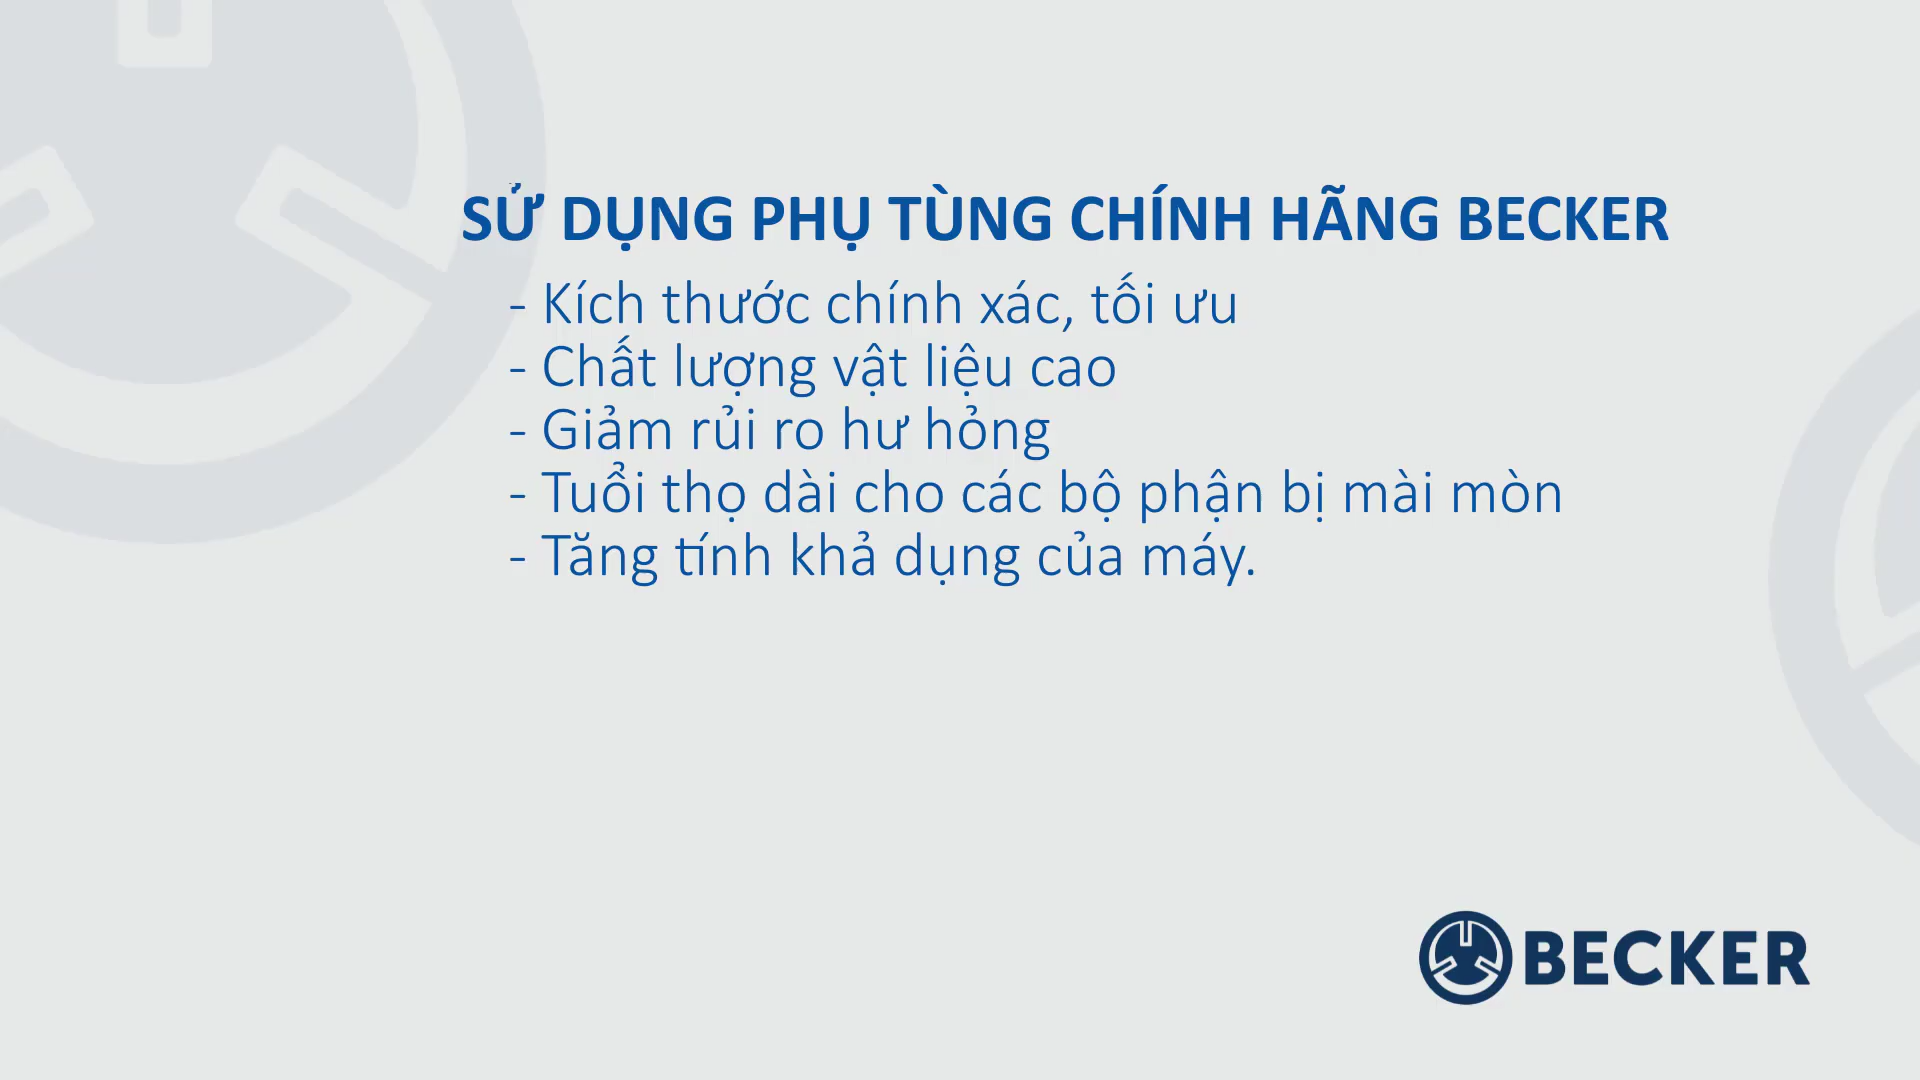 SỬ DỤNG PHỤ TÙNG CHÍNH HÃNG BECKER
- Kích thước chính xác, tối ưu
- Chất lượng vật liệu cao
- Giảm rủi ro hư hỏng
- Tuổi thọ dài cho các bộ phận bị mài mòn
- Tăng tính khả dụng của máy.
BECKER